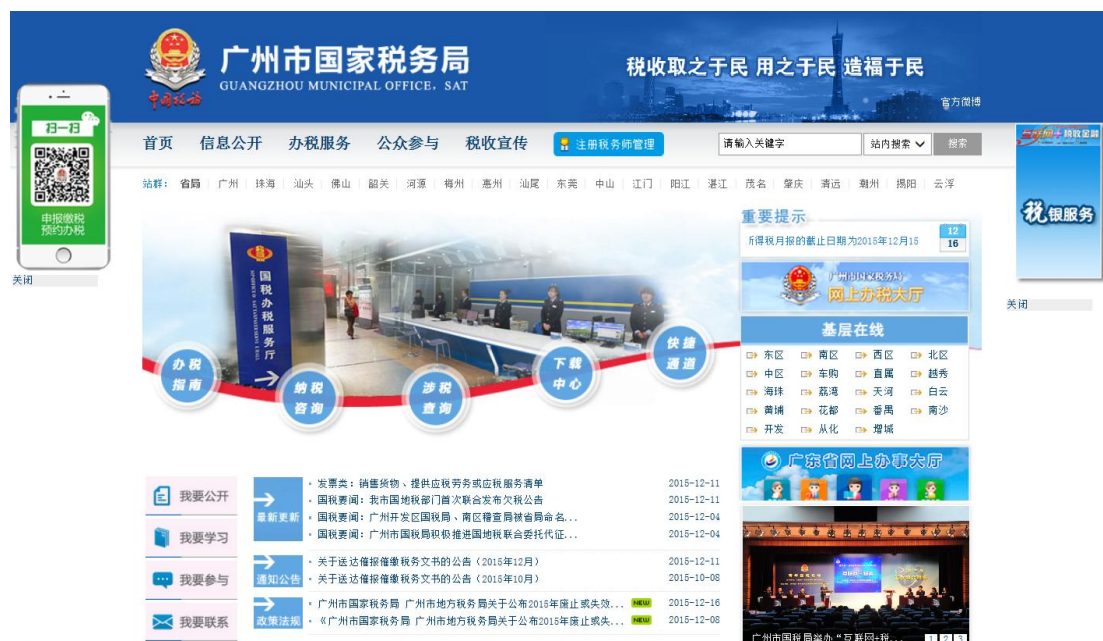 广州市国家税务局
GUANGZHOU MUNICIPAL OFFICE, SAT
中国税务
税收取之于民 用之于民 造福于民
官方微博
首页 信息公开 办税服务 公众参与 税收宣传 注册税务师管理 请输入关键字 站内搜索 搜索
站群: 省局 广州 珠海 汕头 佛山 韶关 河源 梅州 惠州 汕尾 东莞 中山 江门 阳江 湛江 茂名 肇庆 清远 潮州 揭阳 云浮
扫一扫
申报缴税
预约办税
关闭
互联网+税收金融
税银服务
关闭
国税办税服务厅
办税指南
纳税咨询
涉税查询
下载中心
快捷通道
重要提示
所得税月报的截止日期为2015年12月15
12
16
广州市国家税务局
网上办税大厅
基层在线
东区 南区 西区 北区
中区 车购 直属 越秀
海珠 荔湾 天河 白云
黄埔 花都 番禺 南沙
开发 从化 增城
广东省网上办事大厅
我要公开
我要学习
我要参与
我要联系
最新更新
发票类: 销售货物、提供应税劳务或应税服务清单 2015-12-11
国税要闻: 我市国地税部门首次联合发布欠税公告 2015-12-11
国税要闻: 广州开发区国税局、南区稽查局被省局命名... 2015-12-04
国税要闻: 广州市国税局积极推进国地税联合委托代征... 2015-12-04
通知公告
关于送达催报催缴税务文书的公告(2015年12月) 2015-12-11
关于送达催报催缴税务文书的公告(2015年10月) 2015-10-08
政策法规
广州市国家税务局 广州市地方税务局关于公布2015年废止或失效... NEW 2015-12-16
《广州市国家税务局 广州市地方税务局关于公布2015年废止或失... NEW 2015-12-08
广州市国税局举办“互联网+税...
1 2 3